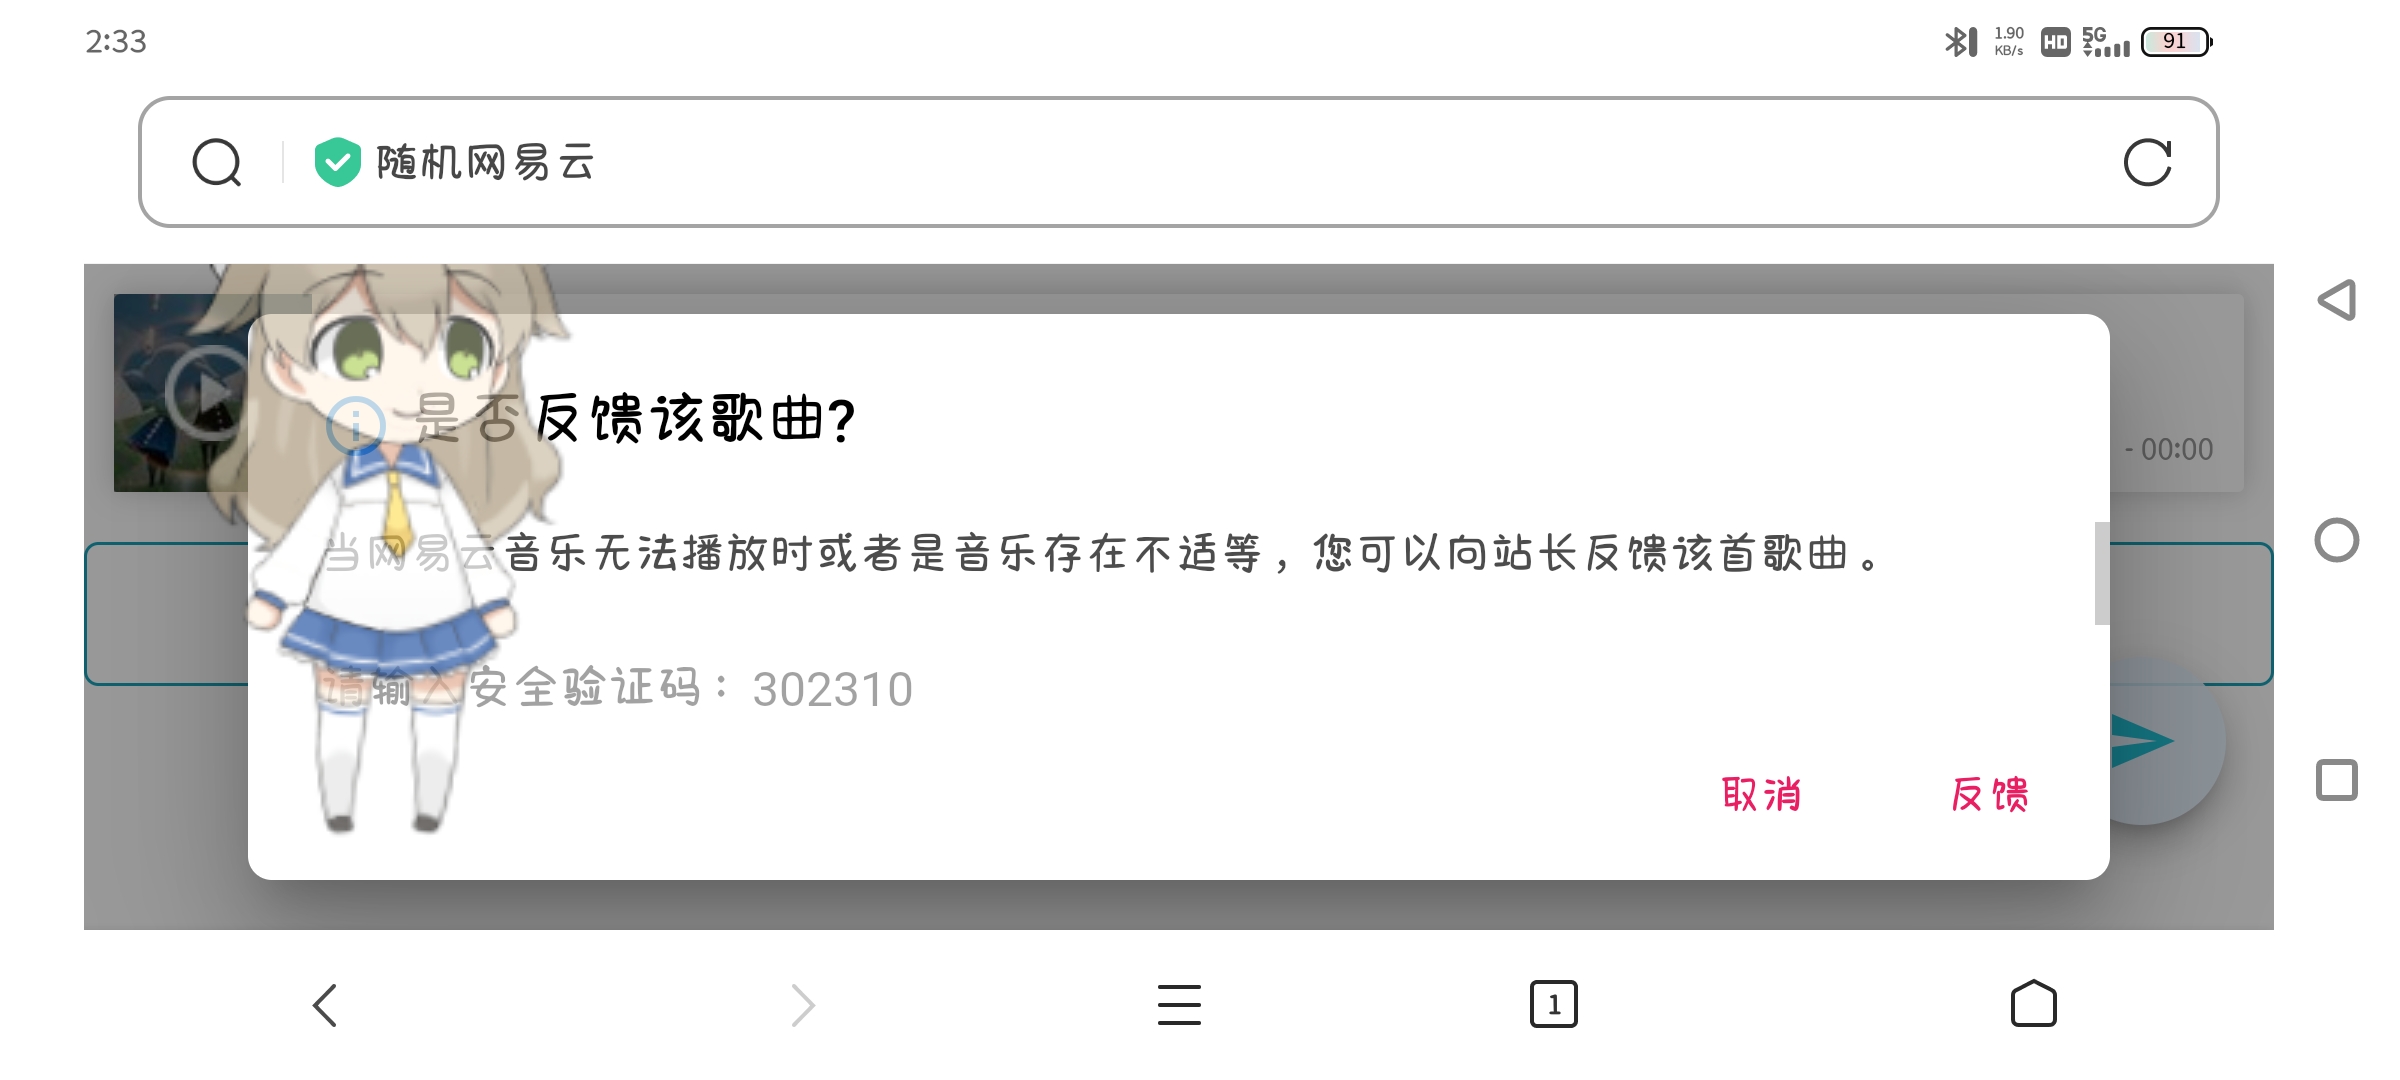 2:33
1.90
KB/s
HD
5G
91
随机网易云
是否反馈该歌曲?
- 00:00
当网易云音乐无法播放时或者是音乐存在不适等，您可以向站长反馈该首歌曲。
请输入安全验证码：302310
取消
反馈
1